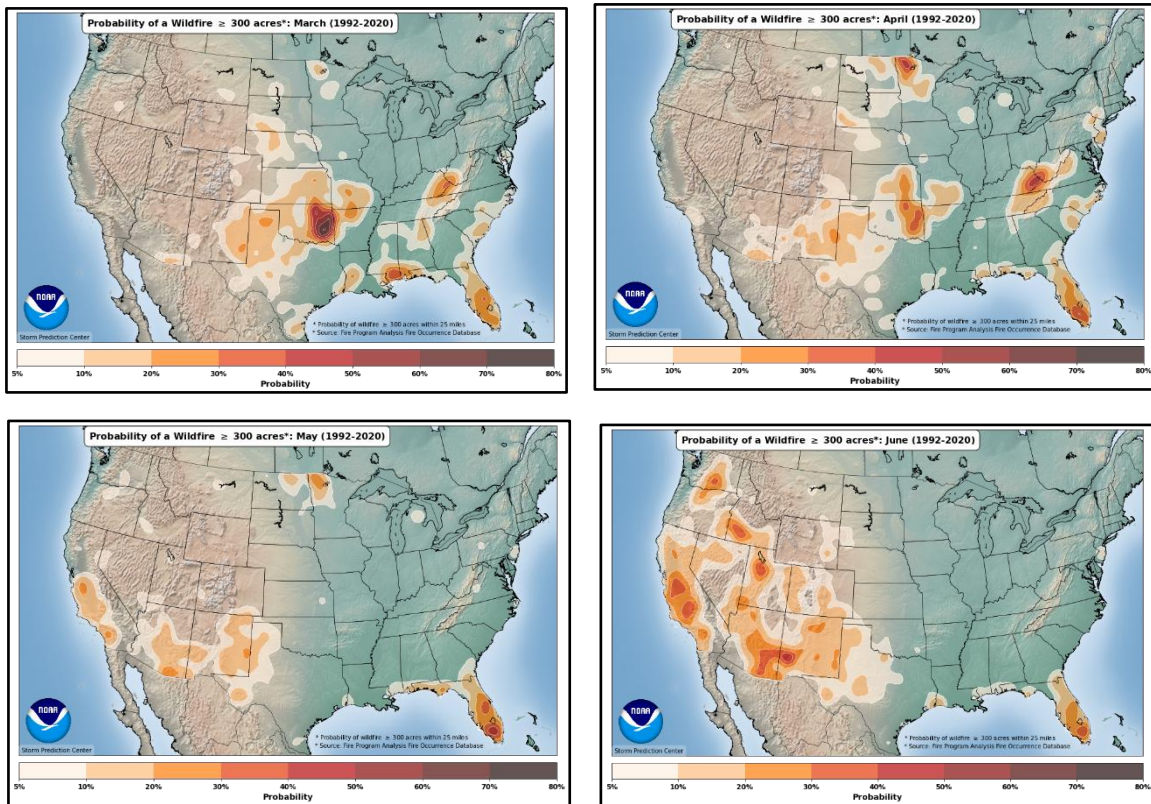 Probability of a Wildfire ≥ 300 acres*: March (1992-2020)
NOAA
Storm Prediction Center
* Probability of wildfire ≥ 300 acres within 25 miles
* Source: Fire Program Analysis Fire Occurrence Database
5% 10% 20% 30% 40% 50% 60% 70% 80%
Probability
Probability of a Wildfire ≥ 300 acres*: April (1992-2020)
NOAA
Storm Prediction Center
* Probability of wildfire ≥ 300 acres within 25 miles
* Source: Fire Program Analysis Fire Occurrence Database
5% 10% 20% 30% 40% 50% 60% 70% 80%
Probability
Probability of a Wildfire ≥ 300 acres*: May (1992-2020)
NOAA
Storm Prediction Center
* Probability of wildfire ≥ 300 acres within 25 miles
* Source: Fire Program Analysis Fire Occurrence Database
5% 10% 20% 30% 40% 50% 60% 70% 80%
Probability
Probability of a Wildfire ≥ 300 acres*: June (1992-2020)
NOAA
Storm Prediction Center
* Probability of wildfire ≥ 300 acres within 25 miles
* Source: Fire Program Analysis Fire Occurrence Database
5% 10% 20% 30% 40% 50% 60% 70% 80%
Probability